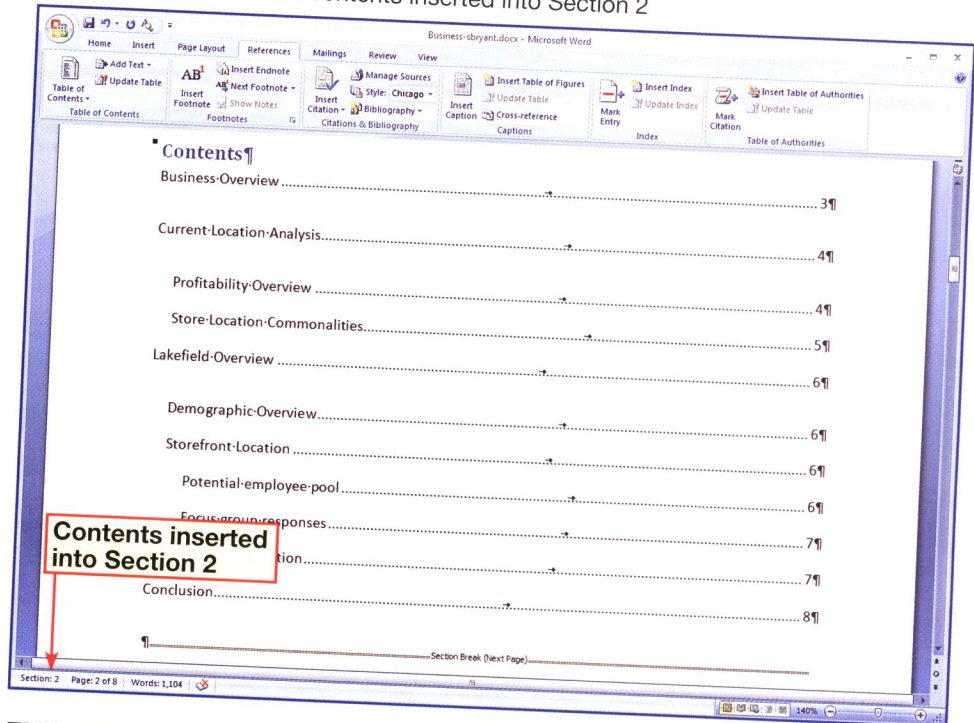 Contents inserted into Section 2
Business-sbryant.docx - Microsoft Word
Home Insert Page Layout References Mailings Review View
Table of Contents
Add Text
Update Table
Table of Contents
AB1
Insert Footnote
Insert Endnote
AB1 Next Footnote
Show Notes
Footnotes
Insert Citation
Manage Sources
Style: Chicago
Bibliography
Citations & Bibliography
Insert Caption
Insert Table of Figures
Update Table
Cross-reference
Captions
Mark Entry
Insert Index
Update Index
Index
Mark Citation
Insert Table of Authorities
Update Table
Table of Authorities
Contents¶
Business·Overview → 3¶
Current·Location·Analysis → 4¶
Profitability·Overview → 4¶
Store·Location·Commonalities → 5¶
Lakefield·Overview → 6¶
Demographic·Overview → 6¶
Storefront·Location → 6¶
Potential·employee·pool → 6¶
Focus·group·responses → 7¶
tion → 7¶
Conclusion → 8¶
¶ Section Break (Next Page)
Contents inserted
into Section 2
Section: 2 Page: 2 of 8 Words: 1,104 140%